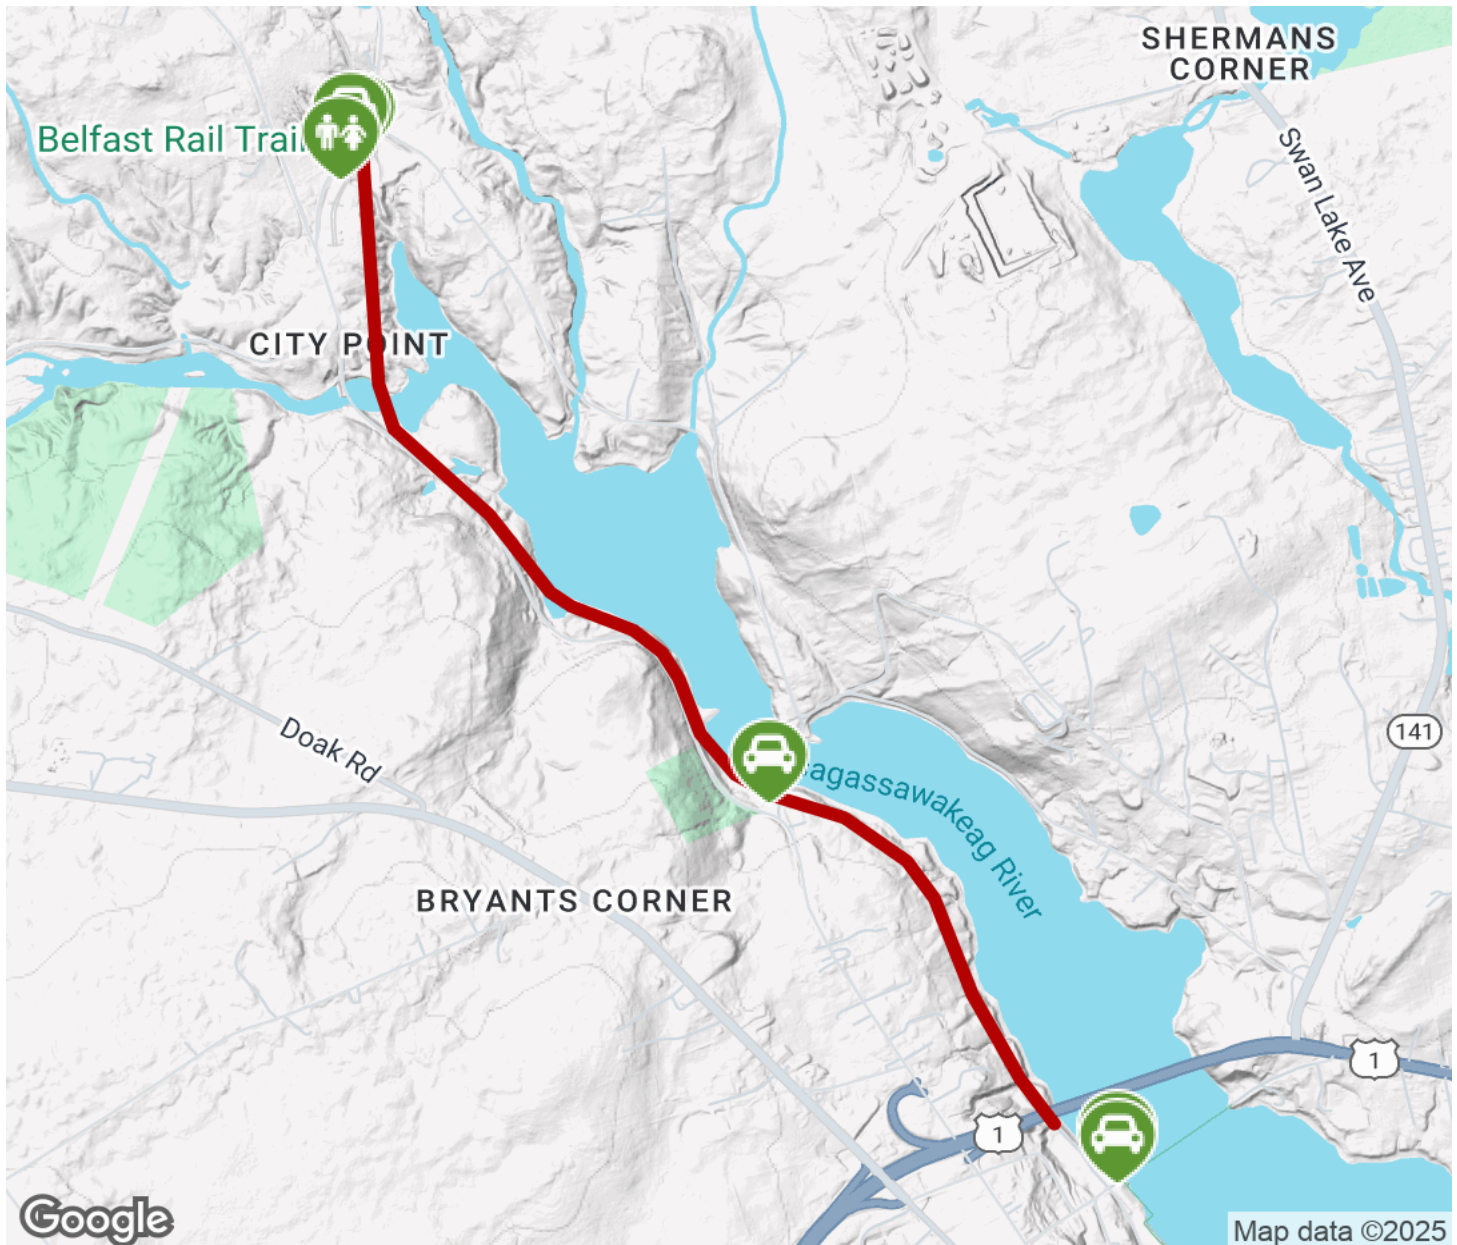 SHERMANS
CORNER
Belfast Rail Trail
Swan Lake Ave
CITY POINT
Doak Rd
141
agassawakeag River
BRYANTS CORNER
1
1
Google
Map data ©2025